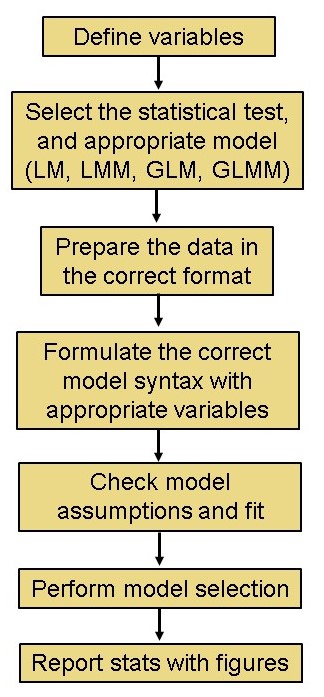 Define variables
Select the statistical test,
and appropriate model
(LM, LMM, GLM, GLMM)
Prepare the data in
the correct format
Formulate the correct
model syntax with
appropriate variables
Check model
assumptions and fit
Perform model selection
Report stats with figures